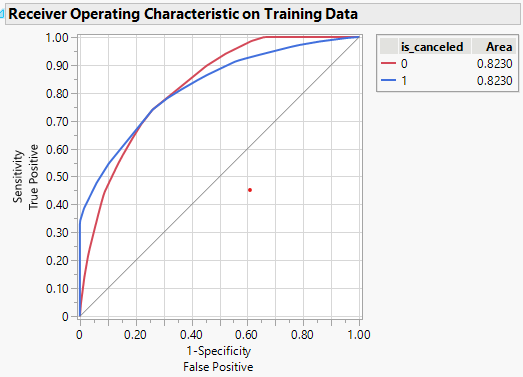 Receiver Operating Characteristic on Training Data
is_canceled Area
0 0.8230
1 0.8230
1.00
0.90
0.80
0.70
0.60
0.50
0.40
0.30
0.20
0.10
0
Sensitivity
True Positive
0 0.20 0.40 0.60 0.80 1.00
1-Specificity
False Positive